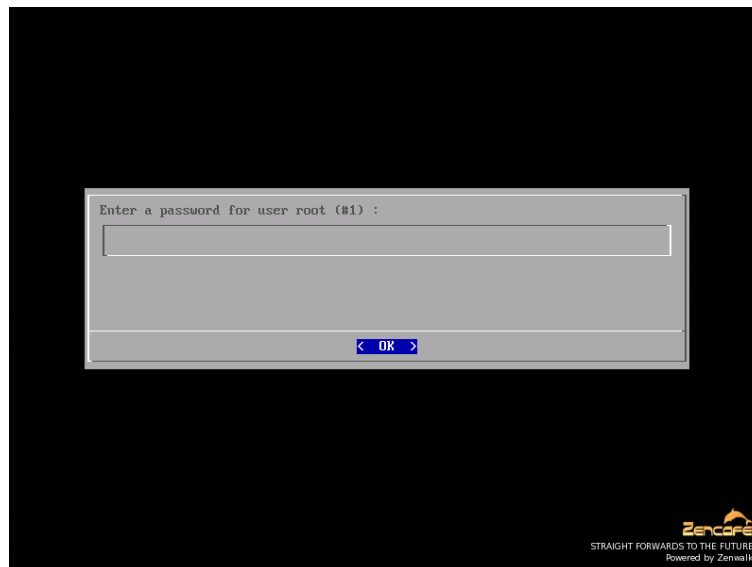 Enter a password for user root (#1) :
< OK >
Zencafe
STRAIGHT FORWARDS TO THE FUTURE
Powered by Zenwalk